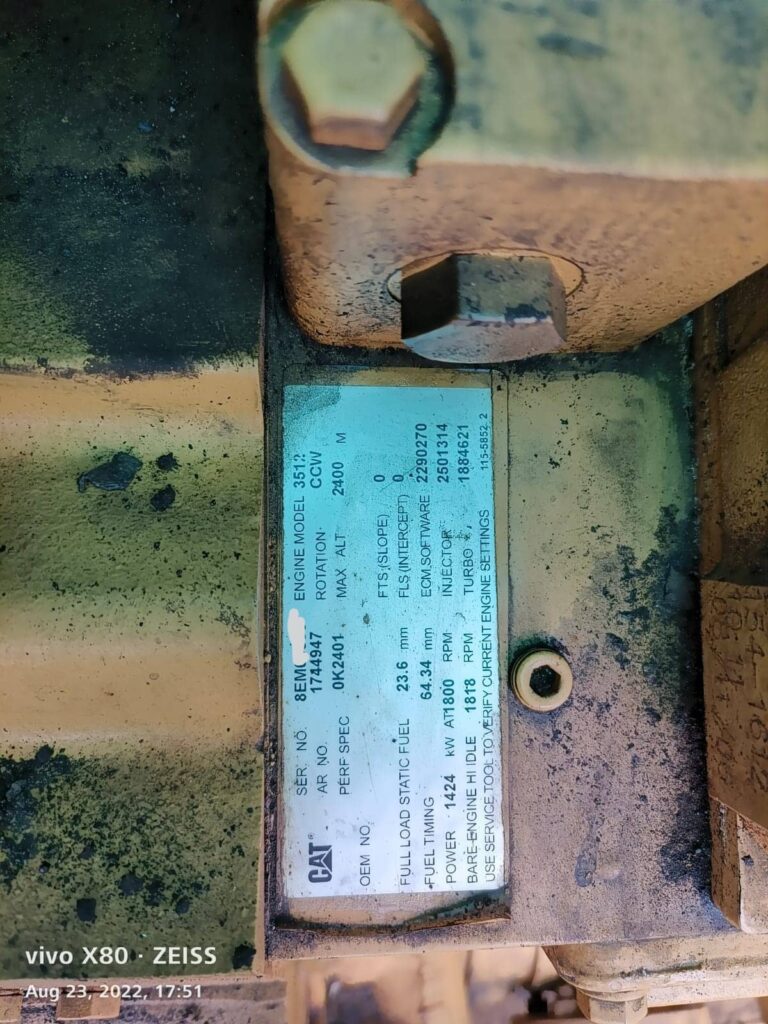 CAT®
SER. NO. 8EM ENGINE MODEL 3512
AR NO. 1744947 ROTATION CCW
PERF SPEC 0K2401 MAX ALT 2400 M
OEM NO.
FTS (SLOPE) 0
FULL LOAD STATIC FUEL 23.6 mm FLS (INTERCEPT) 0
FUEL TIMING 64.34 mm ECM SOFTWARE 2290270
POWER 1424 kW AT 1800 RPM INJECTOR 2501314
BARE ENGINE HI IDLE 1818 RPM TURBO 1884621
USE SERVICE TOOL TO VERIFY CURRENT ENGINE SETTINGS 115-5852 2
vivo X80 · ZEISS
Aug 23, 2022, 17:51